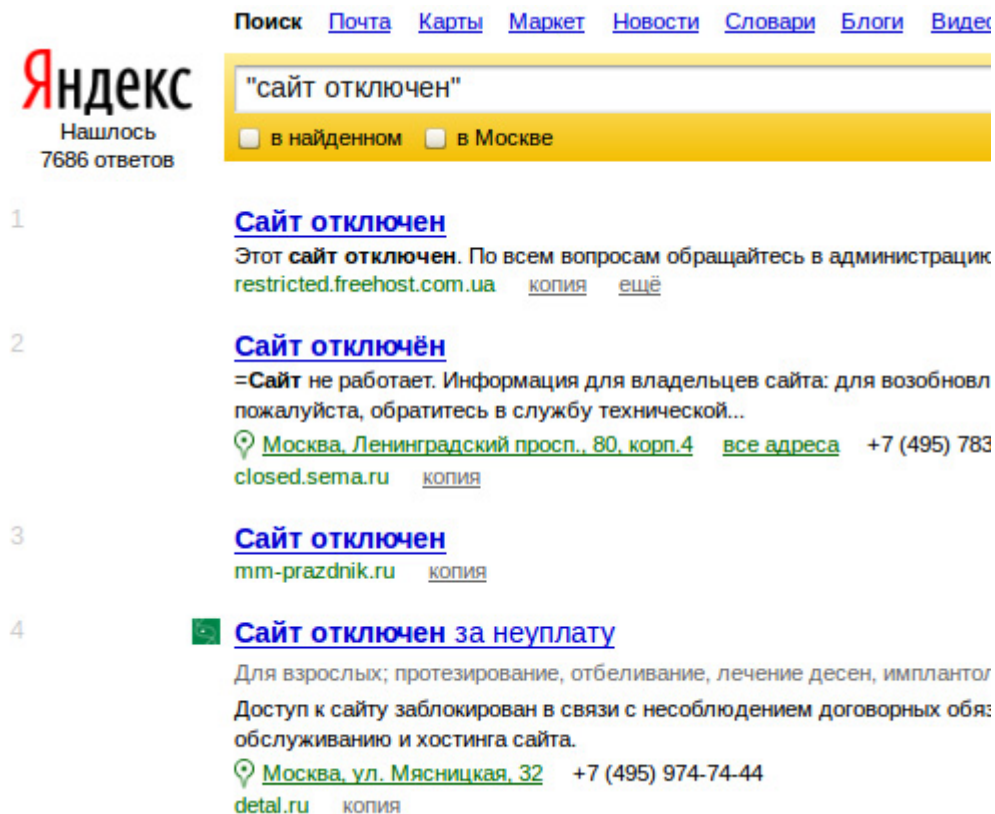 Поиск Почта Карты Маркет Новости Словари Блоги Видео
Яндекс
"сайт отключен"
Нашлось
7686 ответов
в найденном в Москве
1
Сайт отключен
Этот сайт отключен. По всем вопросам обращайтесь в администрацию
restricted.freehost.com.ua копия ещё
2
Сайт отключён
=Сайт не работает. Информация для владельцев сайта: для возобновл
пожалуйста, обратитесь в службу технической...
Москва, Ленинградский просп., 80, корп.4 все адреса +7 (495) 783
closed.sema.ru копия
3
Сайт отключен
mm-prazdnik.ru копия
4
Сайт отключен за неуплату
Для взрослых; протезирование, отбеливание, лечение десен, имплантол
Доступ к сайту заблокирован в связи с несоблюдением договорных обяз
обслуживанию и хостинга сайта.
Москва, ул. Мясницкая, 32 +7 (495) 974-74-44
detal.ru копия